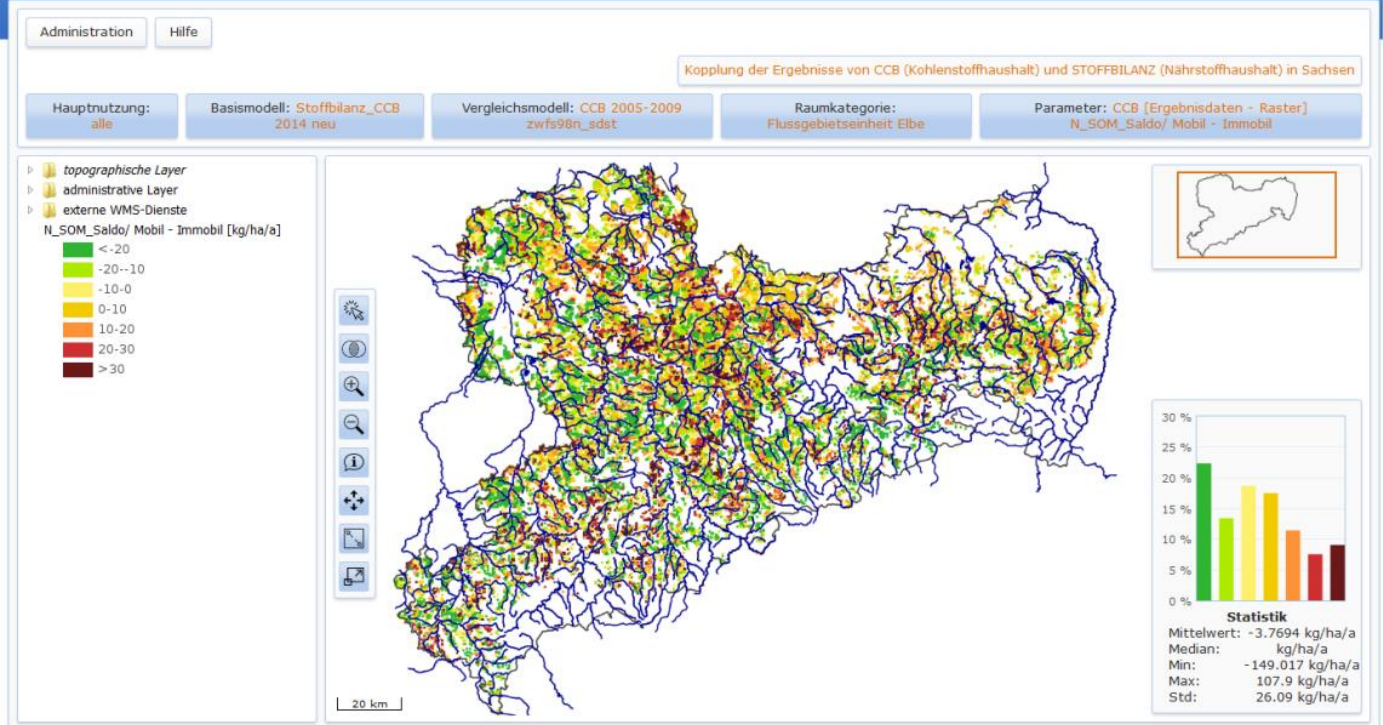 Administration
Hilfe
Kopplung der Ergebnisse von CCB (Kohlenstoffhaushalt) und STOFFBILANZ (Nährstoffhaushalt) in Sachsen
Hauptnutzung:
alle
Basismodell: Stoffbilanz_CCB
2014 neu
Vergleichsmodell: CCB 2005-2009
zwfs98n_sdst
Raumkategorie:
Flussgebietseinheit Elbe
Parameter: CCB [Ergebnisdaten - Raster]
N_SOM_Saldo/ Mobil - Immobil
topographische Layer
administrative Layer
externe WMS-Dienste
N_SOM_Saldo/ Mobil - Immobil [kg/ha/a]
<-20
-20--10
-10-0
0-10
10-20
20-30
>30
20 km
30 %
25 %
20 %
15 %
10 %
5 %
0 %
Statistik
Mittelwert: -3.7694 kg/ha/a
Median: kg/ha/a
Min: -149.017 kg/ha/a
Max: 107.9 kg/ha/a
Std: 26.09 kg/ha/a